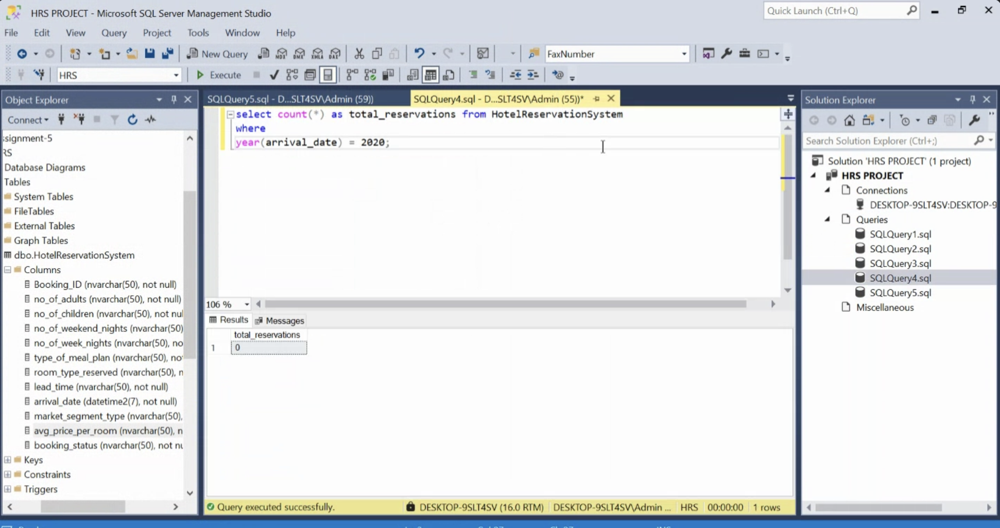 HRS PROJECT - Microsoft SQL Server Management Studio
Quick Launch (Ctrl+Q)
File Edit View Query Project Tools Window Help
New Query MDX DMX XMLA DAX FaxNumber
HRS Execute
Object Explorer
Connect
ssignment-5
RS
Database Diagrams
Tables
System Tables
FileTables
External Tables
Graph Tables
dbo.HotelReservationSystem
Columns
Booking_ID (nvarchar(50), not null)
no_of_adults (nvarchar(50), not null)
no_of_children (nvarchar(50), not nul
no_of_weekend_nights (nvarchar(50)
no_of_week_nights (nvarchar(50), no
type_of_meal_plan (nvarchar(50), not
room_type_reserved (nvarchar(50), n
lead_time (nvarchar(50), not null)
arrival_date (datetime2(7), not null)
market_segment_type (nvarchar(50),
avg_price_per_room (nvarchar(50), n
booking_status (nvarchar(50), not nu
Keys
Constraints
Triggers
SQLQuery5.sql - D...SLT4SV\Admin (59))
SQLQuery4.sql - D...SLT4SV\Admin (55))*
select count(*) as total_reservations from HotelReservationSystem
where
year(arrival_date) = 2020;
106 %
Results Messages
total_reservations
1 0
Query executed successfully. DESKTOP-9SLT4SV (16.0 RTM) DESKTOP-9SLT4SV\Admin ... HRS 00:00:00 1 rows
Solution Explorer
Search Solution Explorer (Ctrl+;)
Solution 'HRS PROJECT' (1 project)
HRS PROJECT
Connections
DESKTOP-9SLT4SV:DESKTOP-9
Queries
SQLQuery1.sql
SQLQuery2.sql
SQLQuery3.sql
SQLQuery4.sql
SQLQuery5.sql
Miscellaneous